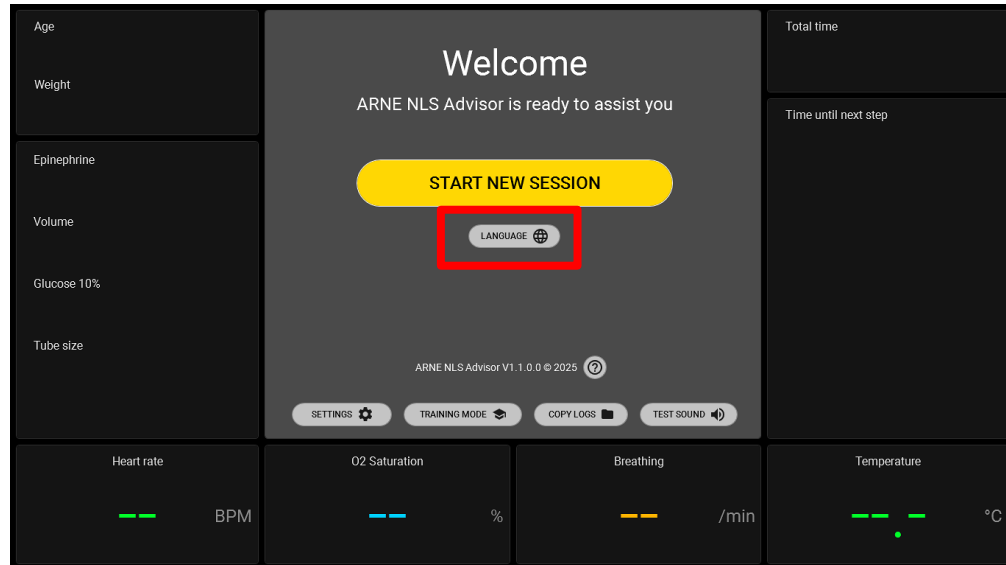 Age
Weight
Epinephrine
Volume
Glucose 10%
Tube size
Welcome
ARNE NLS Advisor is ready to assist you
START NEW SESSION
LANGUAGE
ARNE NLS Advisor V1.1.0.0 © 2025 ?
SETTINGS
TRAINING MODE
COPY LOGS
TEST SOUND
Total time
Time until next step
Heart rate
-- BPM
O2 Saturation
-- %
Breathing
-- /min
Temperature
--.- °C